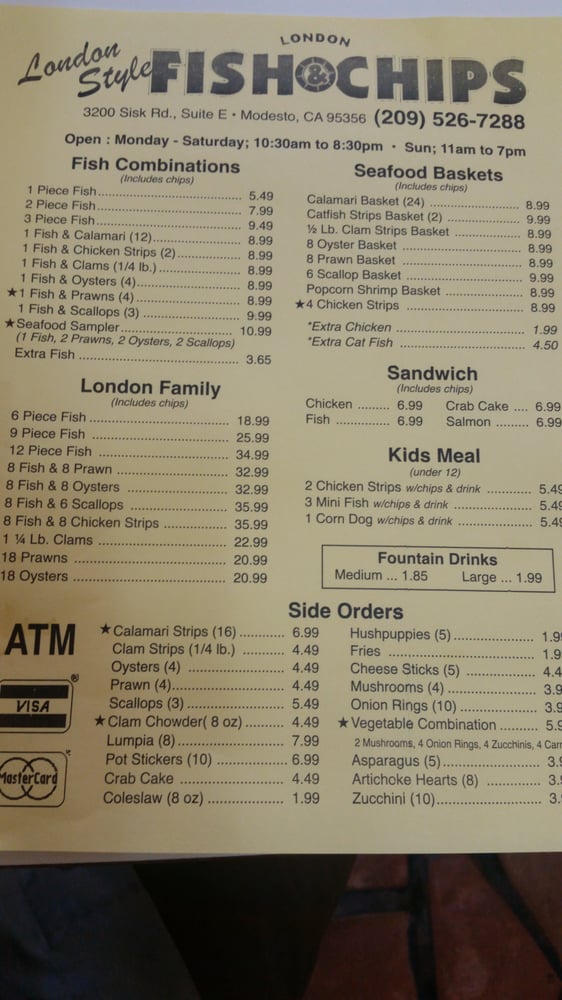 London Style
LONDON
FISH & CHIPS
3200 Sisk Rd., Suite E • Modesto, CA 95356 (209) 526-7288
Open : Monday - Saturday; 10:30am to 8:30pm • Sun; 11am to 7pm
Fish Combinations
(Includes chips)
1 Piece Fish 5.49
2 Piece Fish 7.99
3 Piece Fish 9.49
1 Fish & Calamari (12) 8.99
1 Fish & Chicken Strips (2) 8.99
1 Fish & Clams (1/4 lb.) 8.99
1 Fish & Oysters (4) 8.99
★1 Fish & Prawns (4) 8.99
1 Fish & Scallops (3) 9.99
★Seafood Sampler 10.99
(1 Fish, 2 Prawns, 2 Oysters, 2 Scallops)
Extra Fish 3.65
London Family
(Includes chips)
6 Piece Fish 18.99
9 Piece Fish 25.99
12 Piece Fish 34.99
8 Fish & 8 Prawn 32.99
8 Fish & 8 Oysters 32.99
8 Fish & 6 Scallops 35.99
8 Fish & 8 Chicken Strips 35.99
1 ¼ Lb. Clams 22.99
18 Prawns 20.99
18 Oysters 20.99
Seafood Baskets
(Includes chips)
Calamari Basket (24) 8.99
Catfish Strips Basket (2) 9.99
½ Lb. Clam Strips Basket 8.99
8 Oyster Basket 8.99
8 Prawn Basket 8.99
6 Scallop Basket 9.99
Popcorn Shrimp Basket 8.99
★4 Chicken Strips 8.99
*Extra Chicken 1.99
*Extra Cat Fish 4.50
Sandwich
(Includes chips)
Chicken ......... 6.99 Crab Cake .... 6.99
Fish ......... 6.99 Salmon ......... 6.99
Kids Meal
(under 12)
2 Chicken Strips w/chips & drink 5.49
3 Mini Fish w/chips & drink 5.49
1 Corn Dog w/chips & drink 5.49
Fountain Drinks
Medium ... 1.85 Large ... 1.99
ATM
VISA
MasterCard
Side Orders
★Calamari Strips (16) 6.99
Clam Strips (1/4 lb.) 4.49
Oysters (4) 4.49
Prawn (4) 4.49
Scallops (3) 5.49
★Clam Chowder( 8 oz) 4.49
Lumpia (8) 7.99
Pot Stickers (10) 6.99
Crab Cake 4.49
Coleslaw (8 oz) 1.99
Hushpuppies (5) 1.9
Fries 1.9
Cheese Sticks (5) 4.4
Mushrooms (4) 3.9
Onion Rings (10) 3.9
★Vegetable Combination 5.9
2 Mushrooms, 4 Onion Rings, 4 Zucchinis, 4 Carr
Asparagus (5) 3.9
Artichoke Hearts (8) 3.
Zucchini (10) 3.